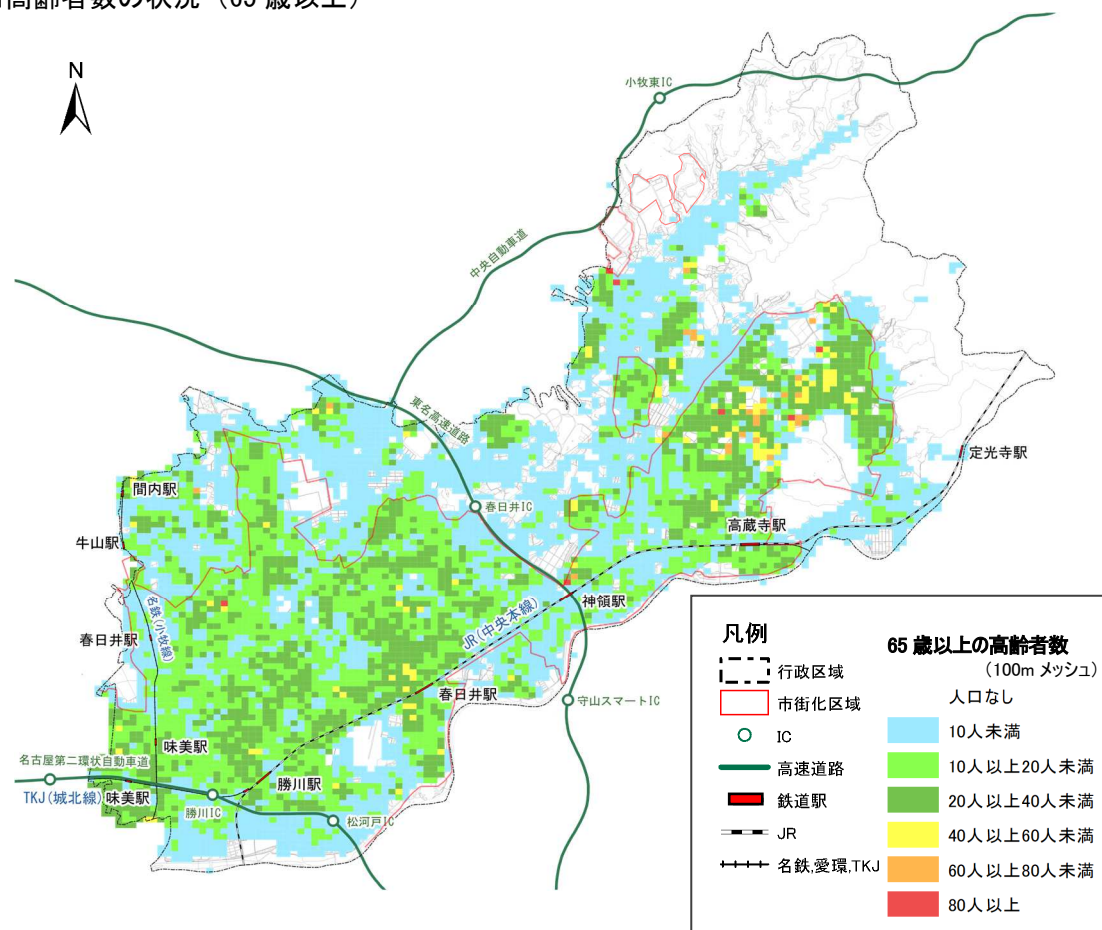 高齢者数の状況（65歳以上）
N
小牧東IC
中央自動車道
東名高速道路
定光寺駅
間内駅
春日井IC
高蔵寺駅
牛山駅
神領駅
名鉄(小牧線)
JR(中央本線)
春日井駅
春日井駅
守山スマートIC
味美駅
名古屋第二環状自動車道
勝川駅
TKJ(城北線)
味美駅
勝川IC
松河戸IC
凡例
行政区域
市街化区域
IC
高速道路
鉄道駅
JR
名鉄,愛環,TKJ
65 歳以上の高齢者数
(100m メッシュ)
人口なし
10人未満
10人以上20人未満
20人以上40人未満
40人以上60人未満
60人以上80人未満
80人以上